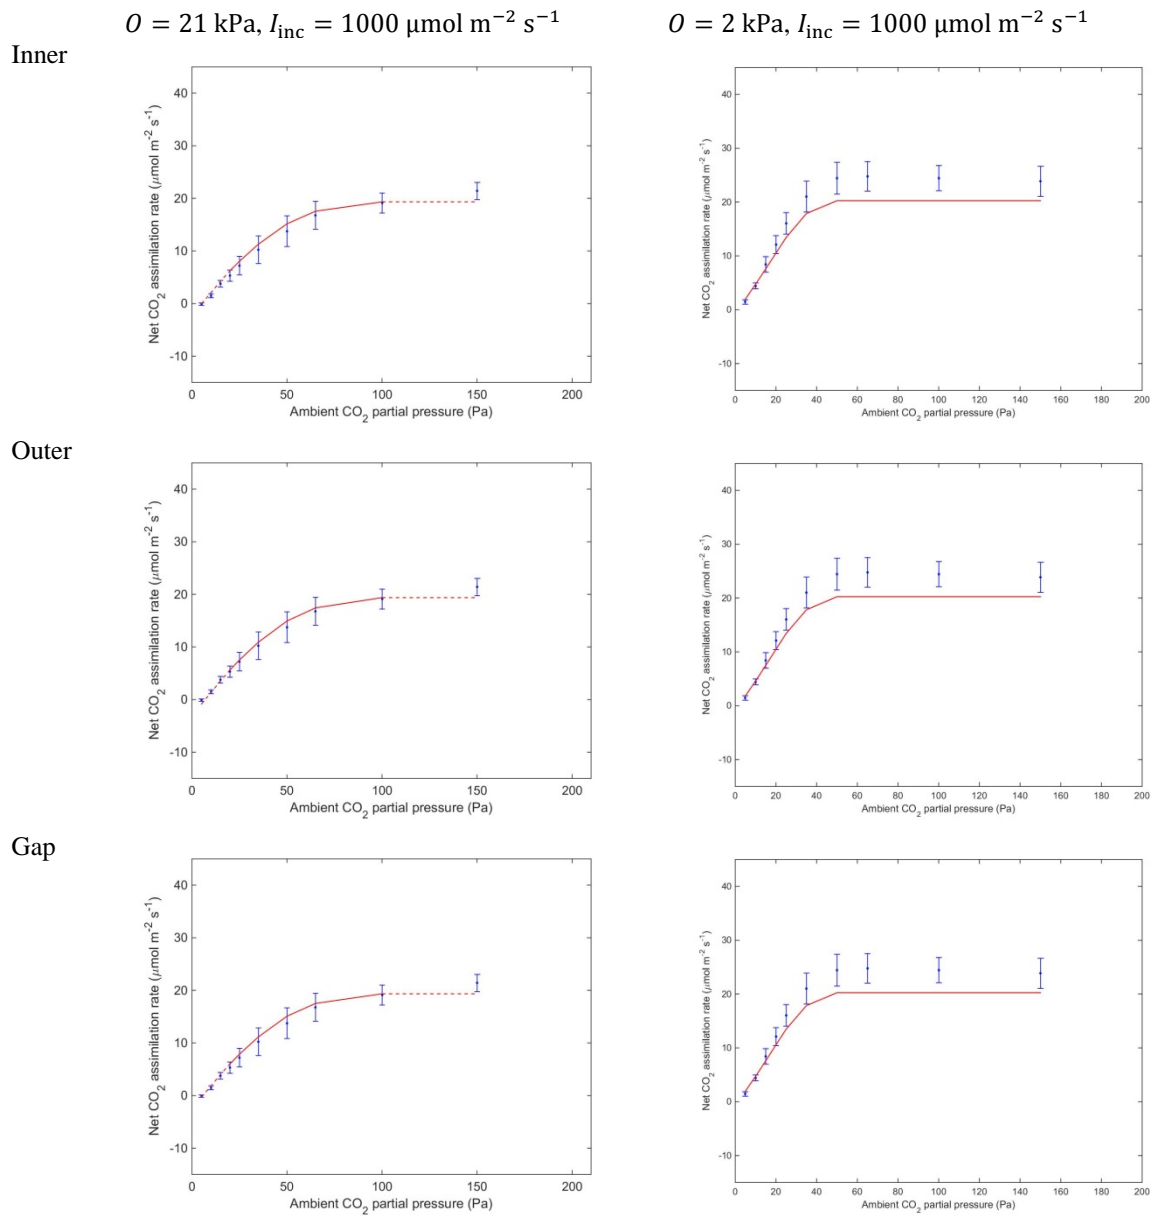 O = 21 kPa, Iinc = 1000 μmol m−2 s−1
O = 2 kPa, Iinc = 1000 μmol m−2 s−1
Inner
Net CO2 assimilation rate (μmol m-2 s-1)
40
30
20
10
0
-10
0 50 100 150 200
Ambient CO2 partial pressure (Pa)
Net CO2 assimilation rate (μmol m-2 s-1)
40
30
20
10
0
-10
0 20 40 60 80 100 120 140 160 180 200
Ambient CO2 partial pressure (Pa)
Outer
Net CO2 assimilation rate (μmol m-2 s-1)
40
30
20
10
0
-10
0 50 100 150 200
Ambient CO2 partial pressure (Pa)
Net CO2 assimilation rate (μmol m-2 s-1)
40
30
20
10
0
-10
0 20 40 60 80 100 120 140 160 180 200
Ambient CO2 partial pressure (Pa)
Gap
Net CO2 assimilation rate (μmol m-2 s-1)
40
30
20
10
0
-10
0 50 100 150 200
Ambient CO2 partial pressure (Pa)
Net CO2 assimilation rate (μmol m-2 s-1)
40
30
20
10
0
-10
0 20 40 60 80 100 120 140 160 180 200
Ambient CO2 partial pressure (Pa)